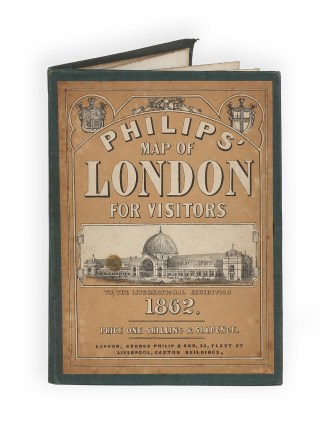 PHILIPS'
MAP OF
LONDON
FOR VISITORS
TO THE INTERNATIONAL EXHIBITION
1862.
PRICE ONE SHILLING & SIXPENCE.
LONDON, GEORGE PHILIP & SON, 32, FLEET ST
LIVERPOOL, CAXTON BUILDINGS,